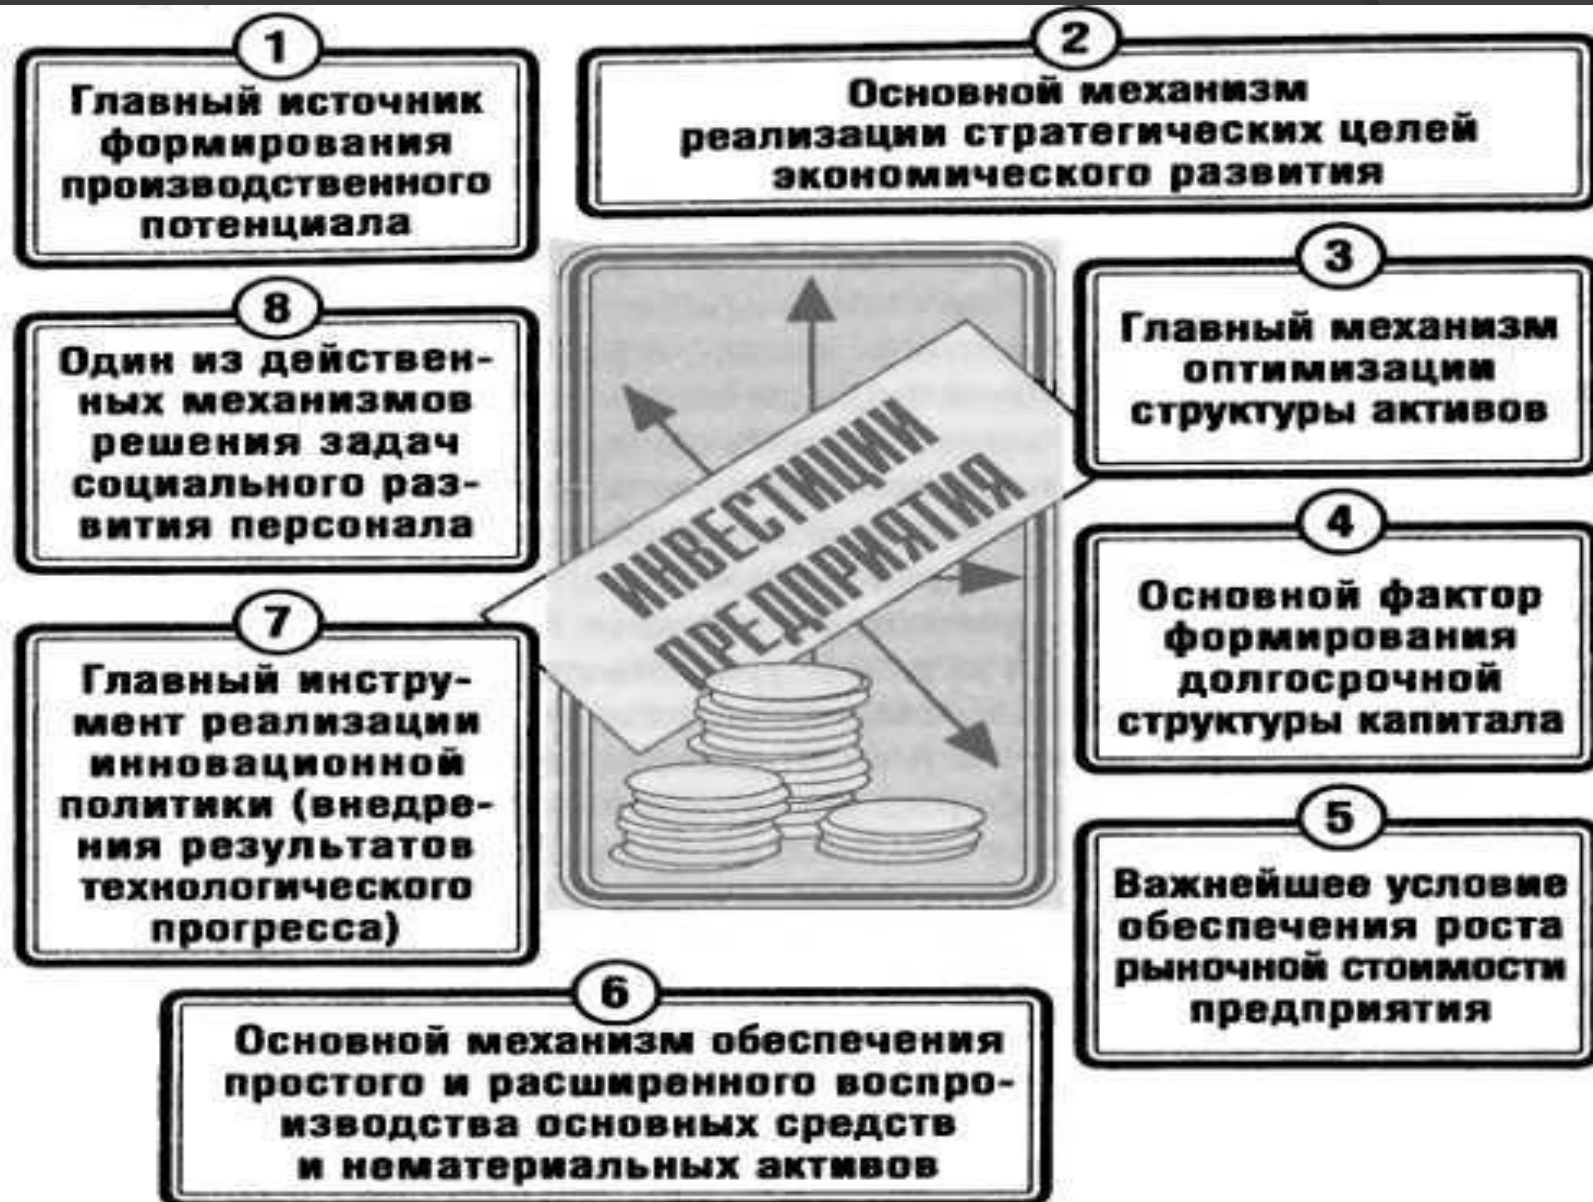 1
Главный источник
формирования
производственного
потенциала
2
Основной механизм
реализации стратегических целей
экономического развития
3
Главный механизм
оптимизации
структуры активов
4
Основной фактор
формирования
долгосрочной
структуры капитала
5
Важнейшее условие
обеспечения роста
рыночной стоимости
предприятия
6
Основной механизм обеспечения
простого и расширенного воспро-
изводства основных средств
и нематериальных активов
7
Главный инстру-
мент реализации
инновационной
политики (внедре-
ния результатов
технологического
прогресса)
8
Один из действен-
ных механизмов
решения задач
социального раз-
вития персонала
ИНВЕСТИЦИИ
ПРЕДПРИЯТИЯ